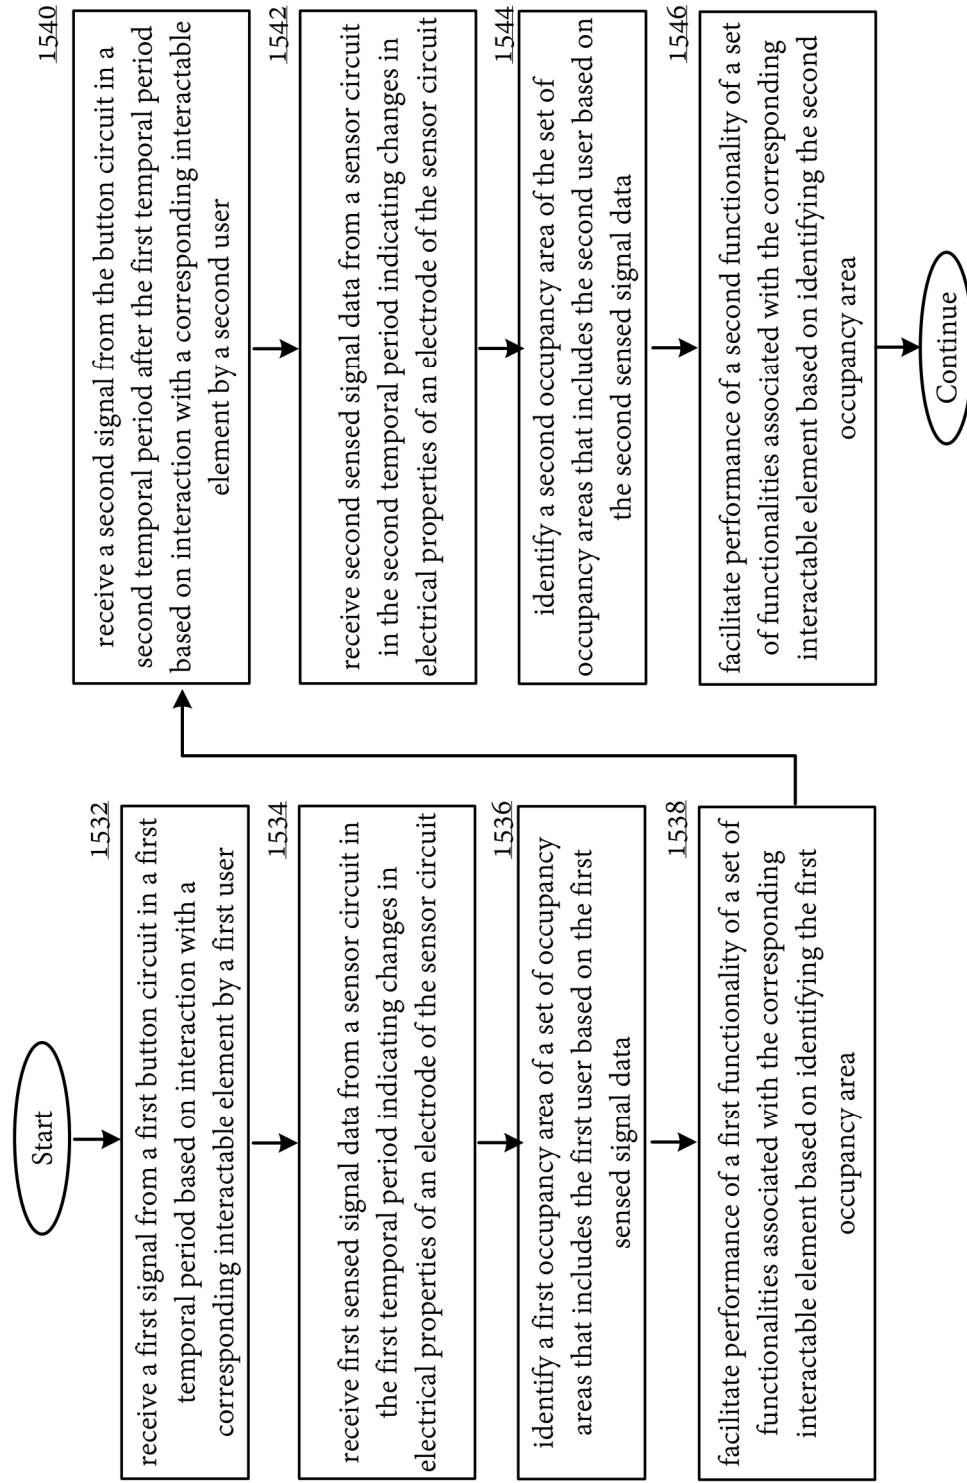 Start
1532
receive a first signal from a first button circuit in a first
temporal period based on interaction with a
corresponding interactable element by a first user
1534
receive first sensed signal data from a sensor circuit in
the first temporal period indicating changes in
electrical properties of an electrode of the sensor circuit
1536
identify a first occupancy area of a set of occupancy
areas that includes the first user based on the first
sensed signal data
1538
facilitate performance of a first functionality of a set of
functionalities associated with the corresponding
interactable element based on identifying the first
occupancy area
1540
receive a second signal from the button circuit in a
second temporal period after the first temporal period
based on interaction with a corresponding interactable
element by a second user
1542
receive second sensed signal data from a sensor circuit
in the second temporal period indicating changes in
electrical properties of an electrode of the sensor circuit
1544
identify a second occupancy area of the set of
occupancy areas that includes the second user based on
the second sensed signal data
1546
facilitate performance of a second functionality of a set
of functionalities associated with the corresponding
interactable element based on identifying the second
occupancy area
Continue